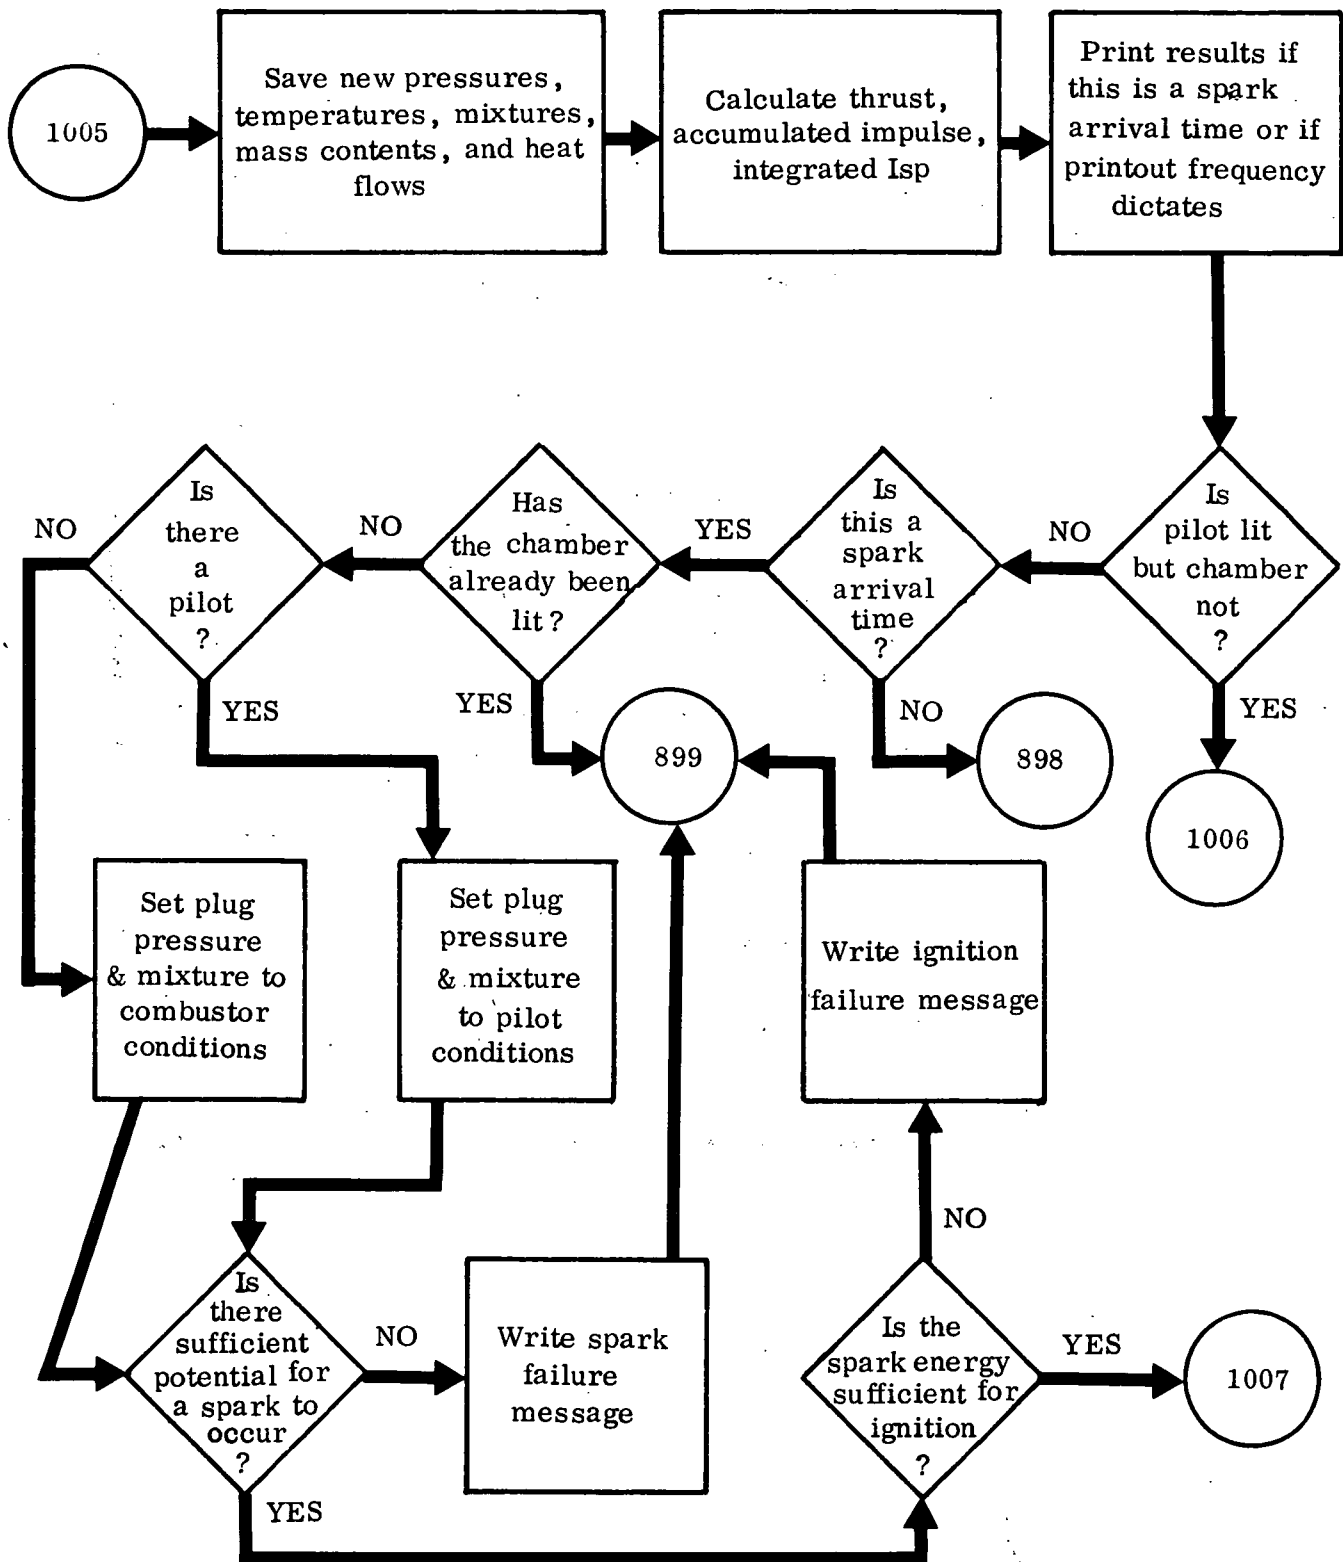 1005
Save new pressures,
temperatures, mixtures,
mass contents, and heat
flows
Calculate thrust,
accumulated impulse,
integrated Isp
Print results if
this is a spark
arrival time or if
printout frequency
dictates
Is
pilot lit
but chamber
not
?
NO
YES
1006
Is
this a
spark
arrival
time
?
YES
NO
898
Has
the chamber
already been
lit?
NO
YES
899
Is
there
a
pilot
?
NO
YES
Set plug
pressure
& mixture to
combustor
conditions
Set plug
pressure
& mixture
to pilot
conditions
Write ignition
failure message
Is
there
sufficient
potential for
a spark to
occur
?
NO
YES
Write spark
failure
message
Is the
spark energy
sufficient for
ignition
?
NO
YES
1007